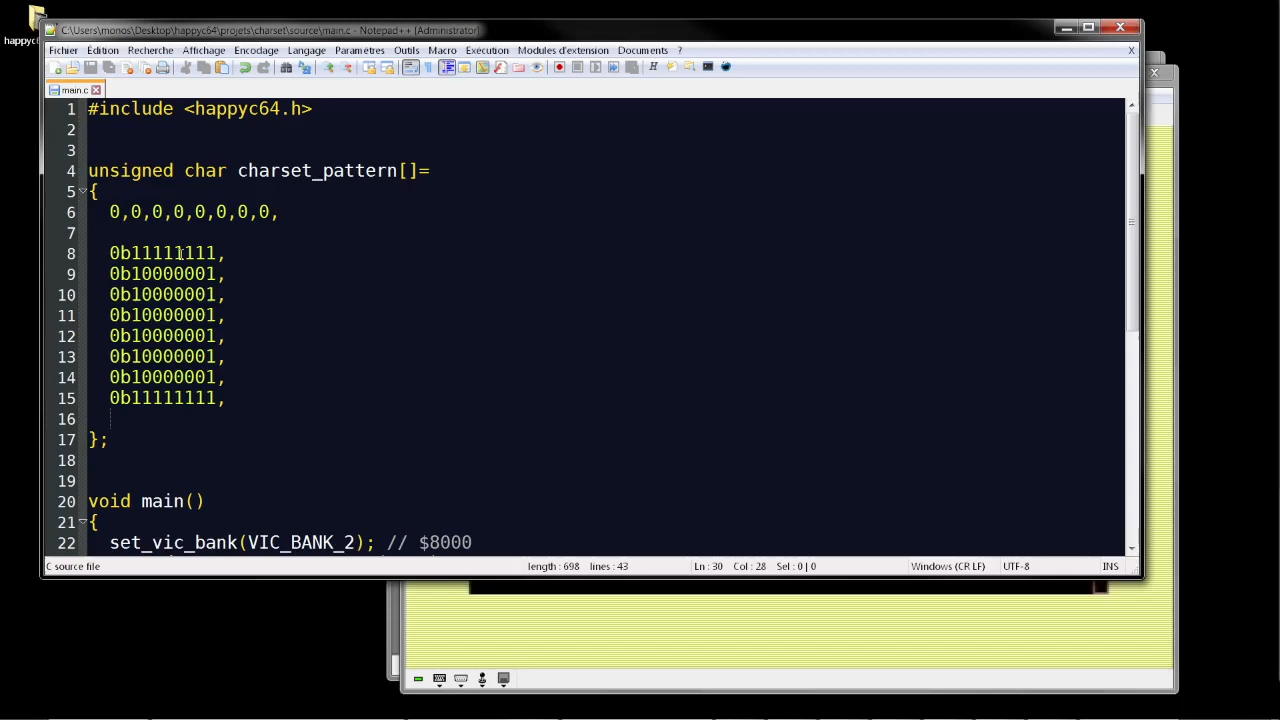 happyc6
C:\Users\monos\Desktop\happyc64\projets\charset\source\main.c - Notepad++ [Administrator]
Fichier Édition Recherche Affichage Encodage Langage Paramètres Outils Macro Exécution Modules d'extension Documents ? X
main.c
1 #include <happyc64.h>
2
3
4 unsigned char charset_pattern[]=
5 {
6 0,0,0,0,0,0,0,0,
7
8 0b11111111,
9 0b10000001,
10 0b10000001,
11 0b10000001,
12 0b10000001,
13 0b10000001,
14 0b10000001,
15 0b11111111,
16
17 };
18
19
20 void main()
21 {
22 set_vic_bank(VIC_BANK_2); // $8000
C source file length : 698 lines : 43 Ln : 30 Col : 28 Sel : 0 | 0 Windows (CR LF) UTF-8 INS